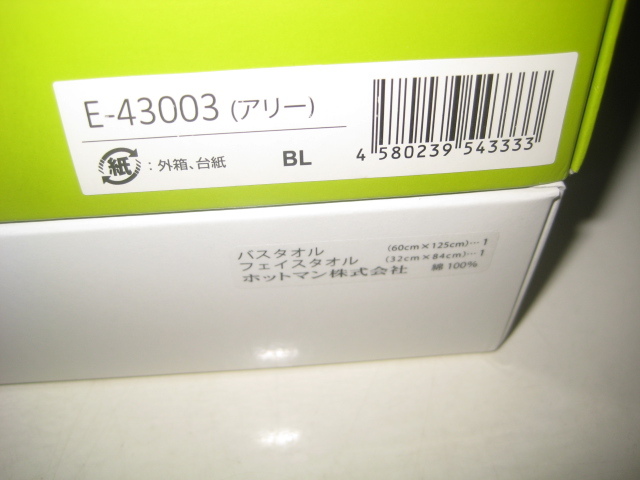 E-43003 (アリー)
紙 : 外箱、台紙 BL
4 580239 543333
バスタオル (60cm×125cm)…1
フェイスタオル (32cm×84cm)…1
ホットマン株式会社 綿100%